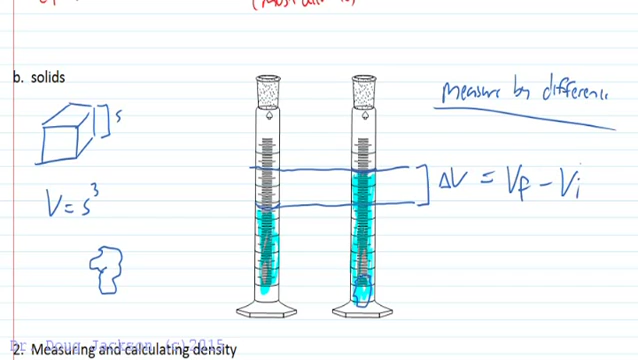 b. solids
Measure by difference
s
ΔV = Vf - Vi
V = s³
Dr. Doug Jackson (c)2015
2. Measuring and calculating density